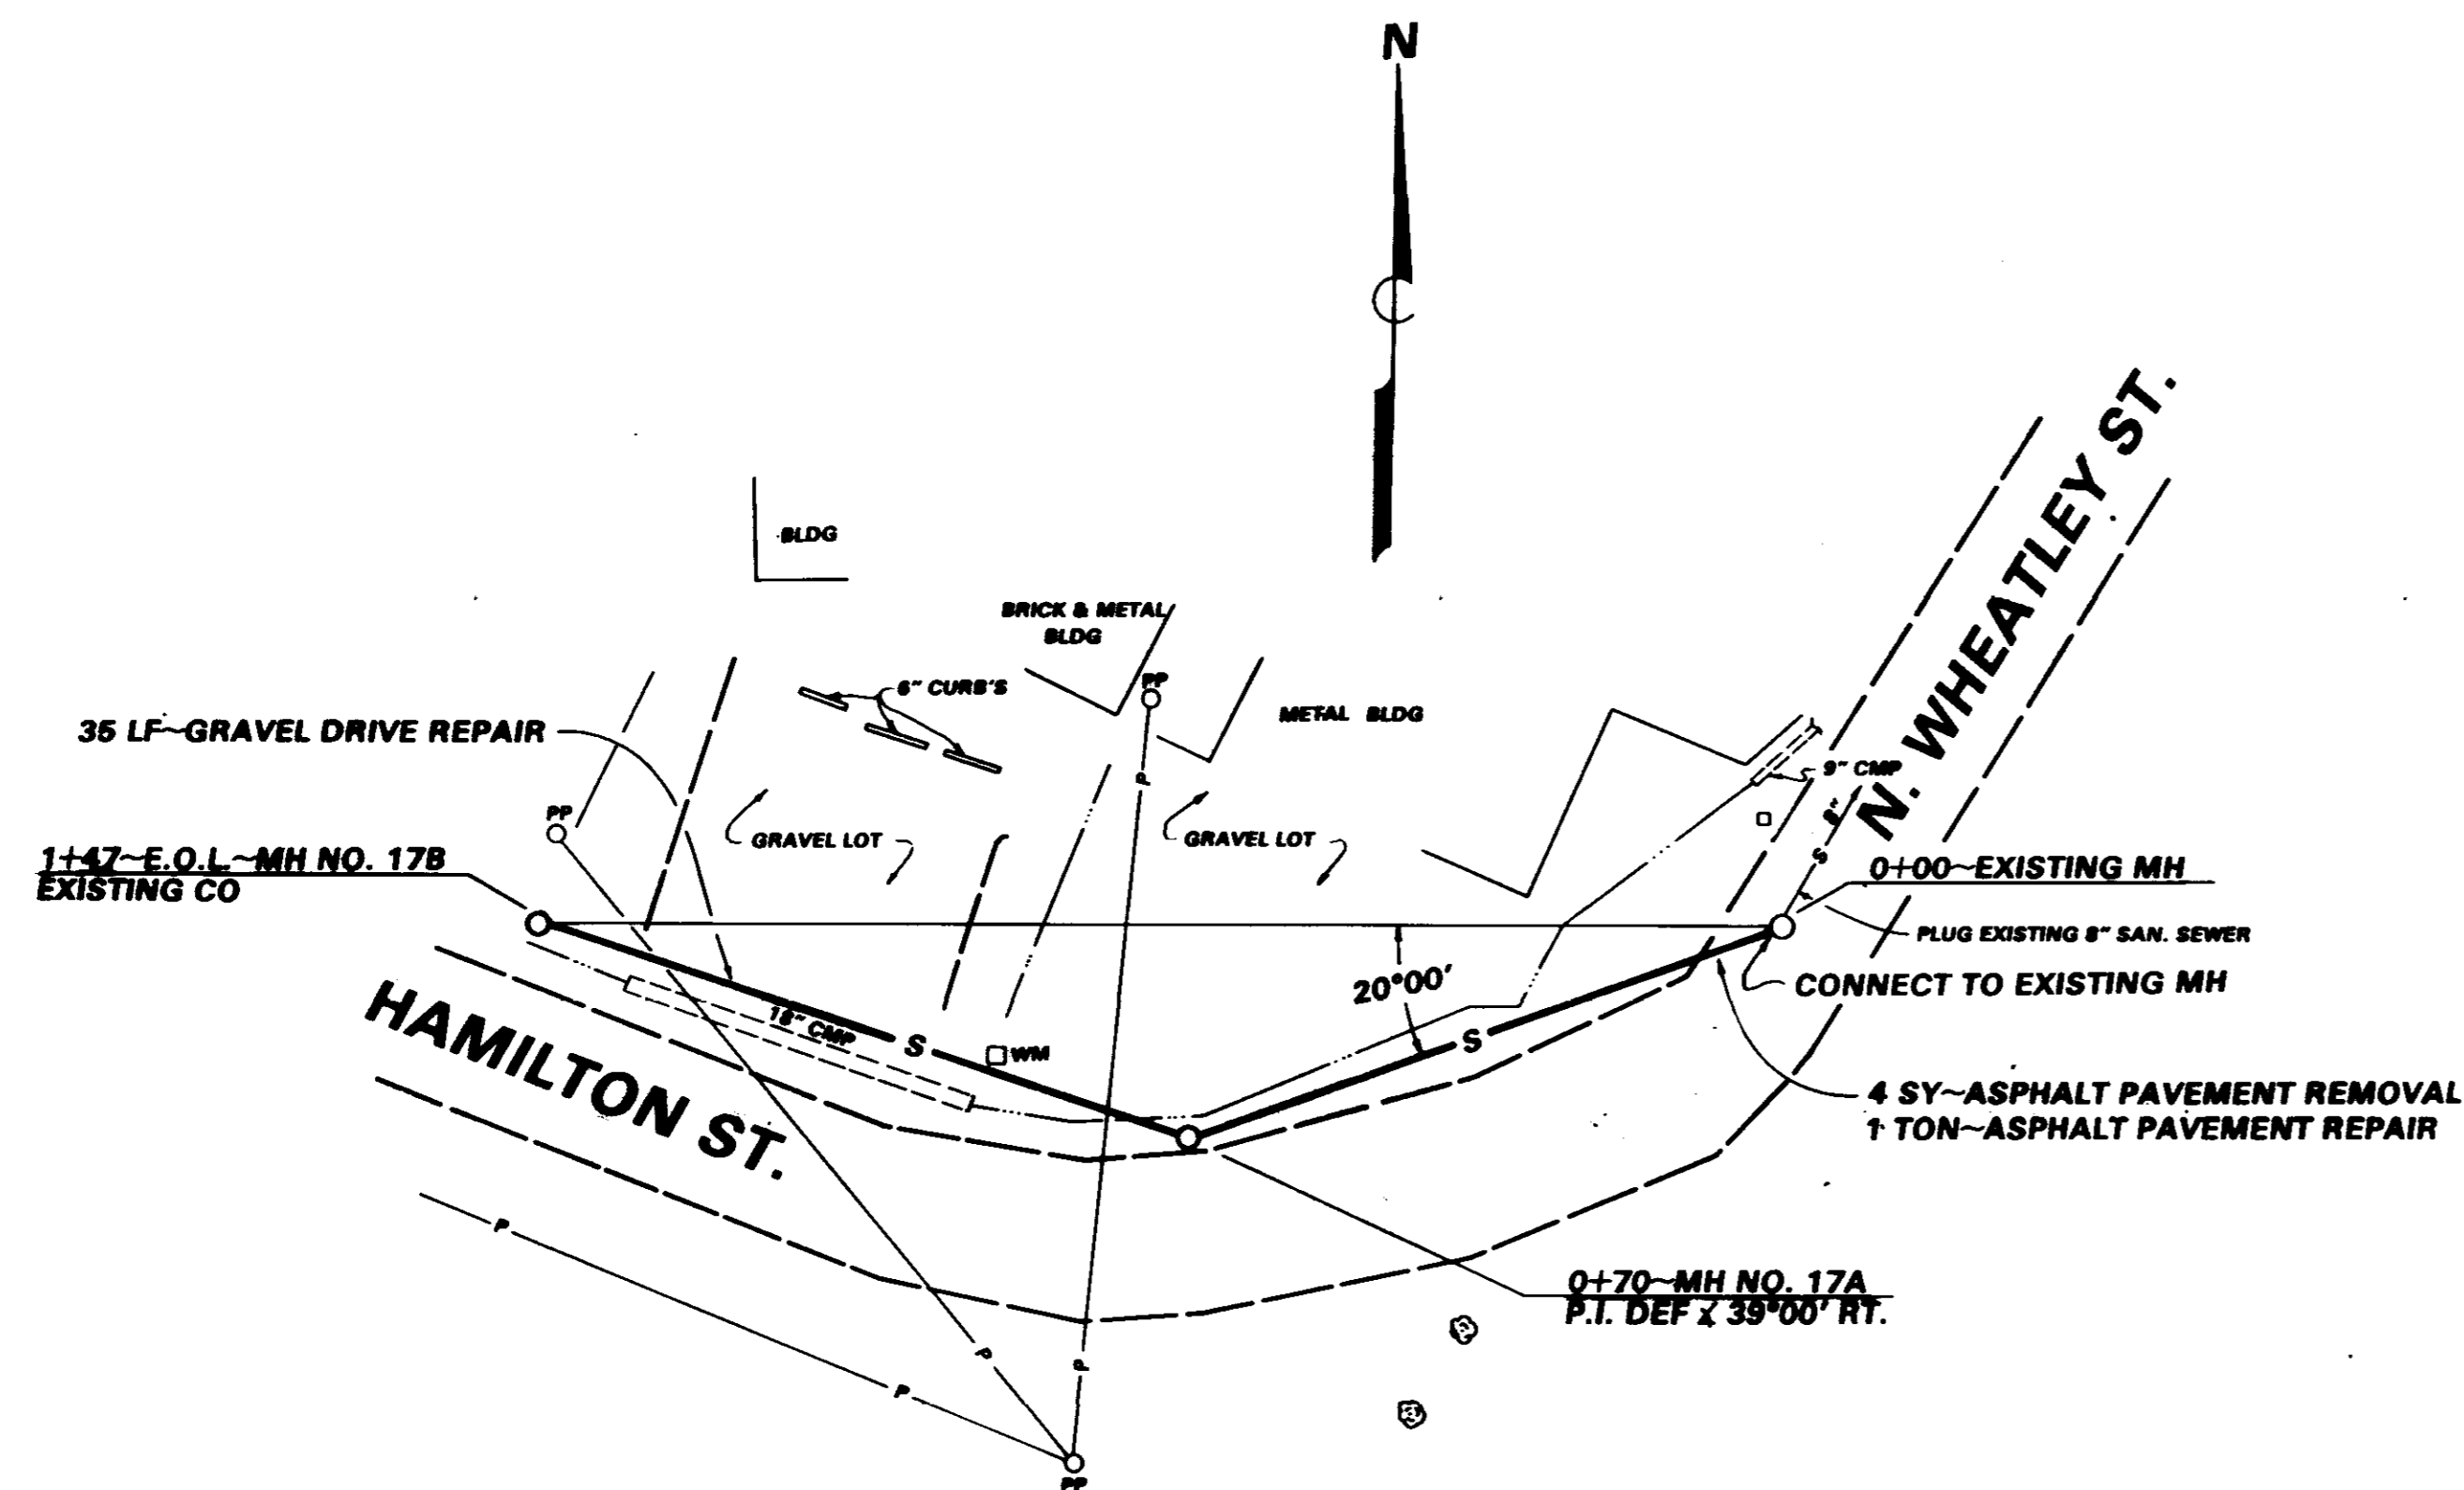 N
N. WHEATLEY ST.
BLDG
BRICK & METAL
BLDG
PP
6" CURB'S
METAL BLDG
35 LF~GRAVEL DRIVE REPAIR
P
9" CMP
8"
S
PP
GRAVEL LOT
GRAVEL LOT
1+47~E.O.L.~MH NO. 17B
EXISTING CO
0+00~EXISTING MH
PLUG EXISTING 8" SAN. SEWER
CONNECT TO EXISTING MH
20°00'
HAMILTON ST.
18" CMP
S
WM
S
4 SY~ASPHALT PAVEMENT REMOVAL
1 TON~ASPHALT PAVEMENT REPAIR
P
0+70~MH NO. 17A
P.I. DEF ∡ 39°00' RT.
P
P
P
PP